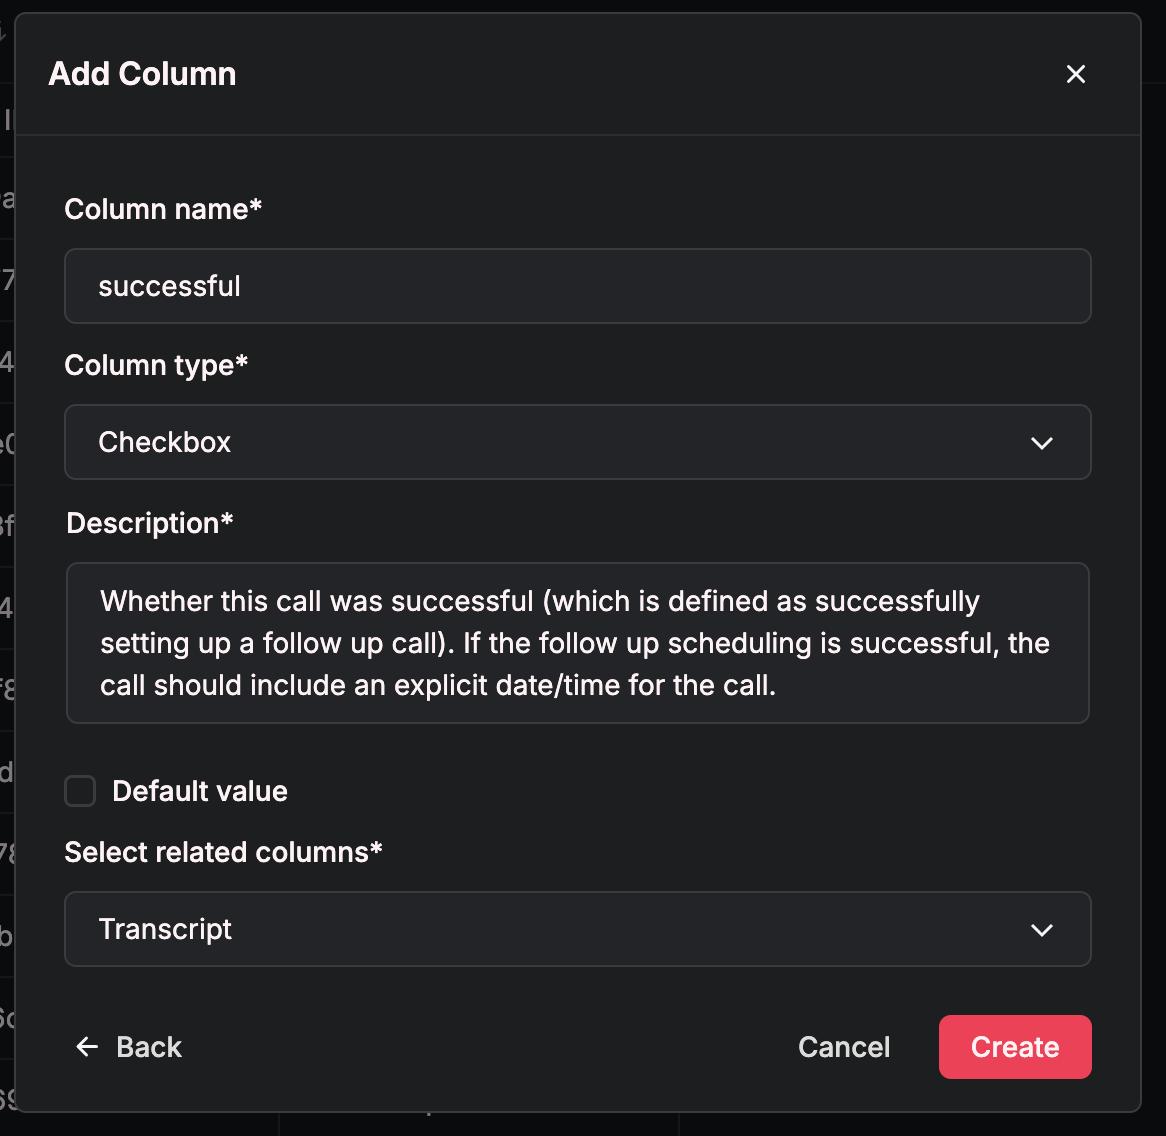 Add Column
Column name*
successful
Column type*
Checkbox
Description*
Whether this call was successful (which is defined as successfully
setting up a follow up call). If the follow up scheduling is successful, the
call should include an explicit date/time for the call.
Default value
Select related columns*
Transcript
Back
Cancel
Create